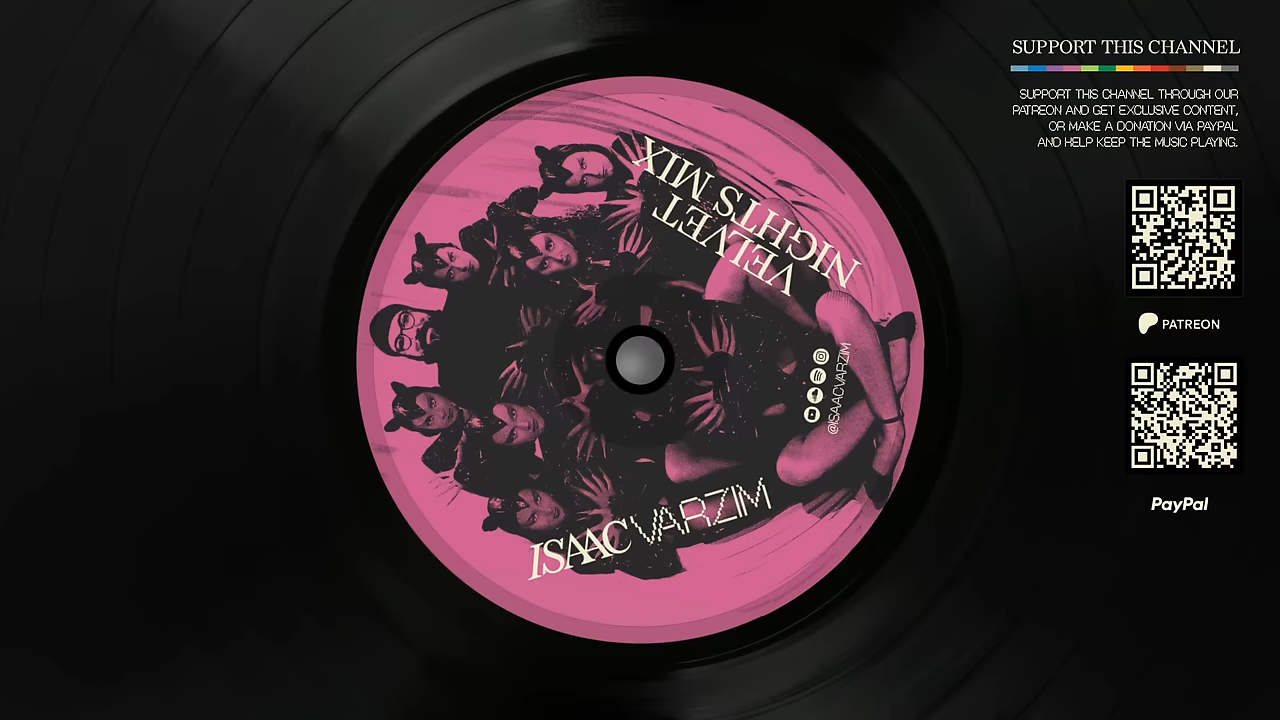 SUPPORT THIS CHANNEL
SUPPORT THIS CHANNEL THROUGH OUR
PATREON AND GET EXCLUSIVE CONTENT,
OR MAKE A DONATION VIA PAYPAL
AND HELP KEEP THE MUSIC PLAYING.
PATREON
PayPal
VELVET
NIGHTS MIX
@ISAACVARZIM
ISAAC VARZIM